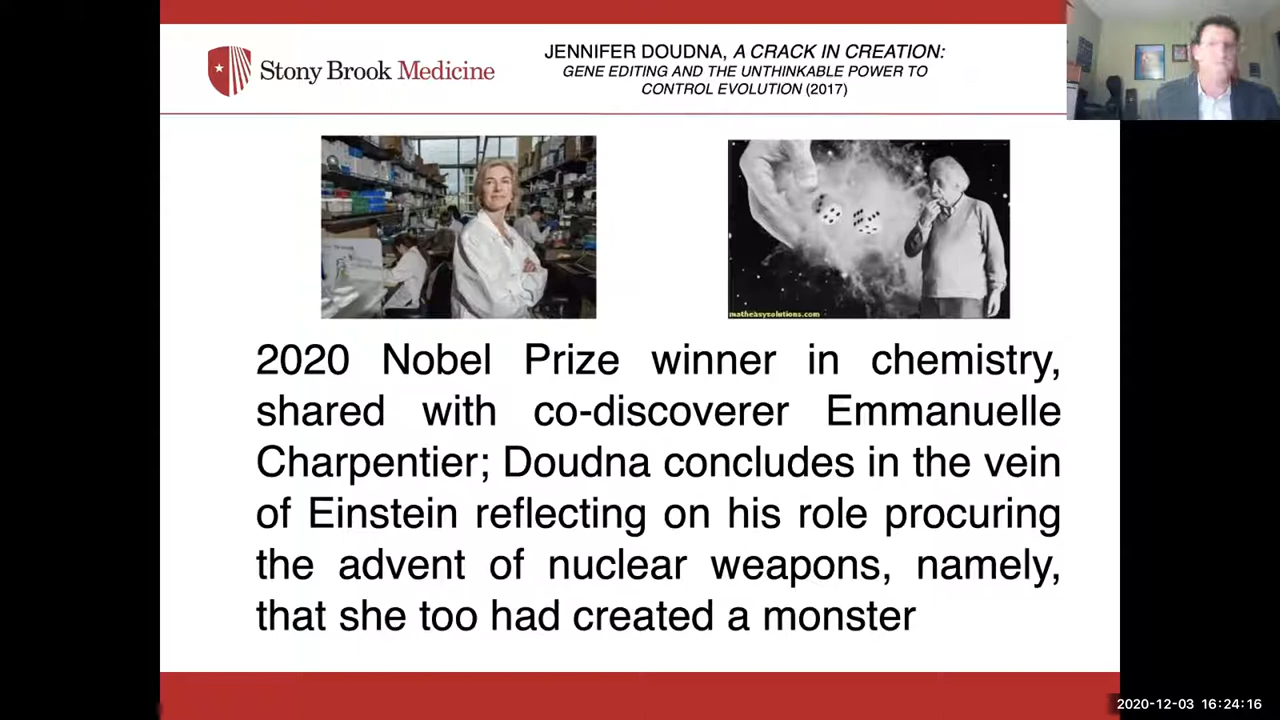 Stony Brook Medicine
JENNIFER DOUDNA, A CRACK IN CREATION:
GENE EDITING AND THE UNTHINKABLE POWER TO
CONTROL EVOLUTION (2017)
matheasysolutions.com
2020 Nobel Prize winner in chemistry,
shared with co-discoverer Emmanuelle
Charpentier; Doudna concludes in the vein
of Einstein reflecting on his role procuring
the advent of nuclear weapons, namely,
that she too had created a monster
2020-12-03 16:24:16